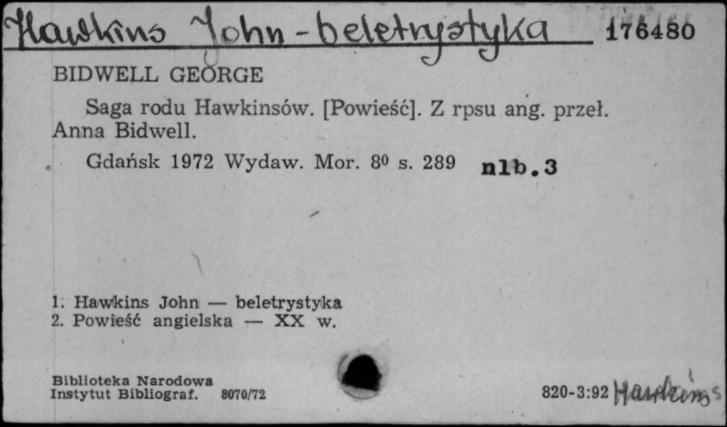 Hawkins John - beletrystyka 176480
BIDWELL GEORGE
Saga rodu Hawkinsów. [Powieść]. Z rpsu ang. przeł.
Anna Bidwell.
Gdańsk 1972 Wydaw. Mor. 8⁰ s. 289 nlb.3
1. Hawkins John — beletrystyka
2. Powieść angielska — XX w.
Biblioteka Narodowa
Instytut Bibliograf. 8070/72
820-3:92 Hawkins